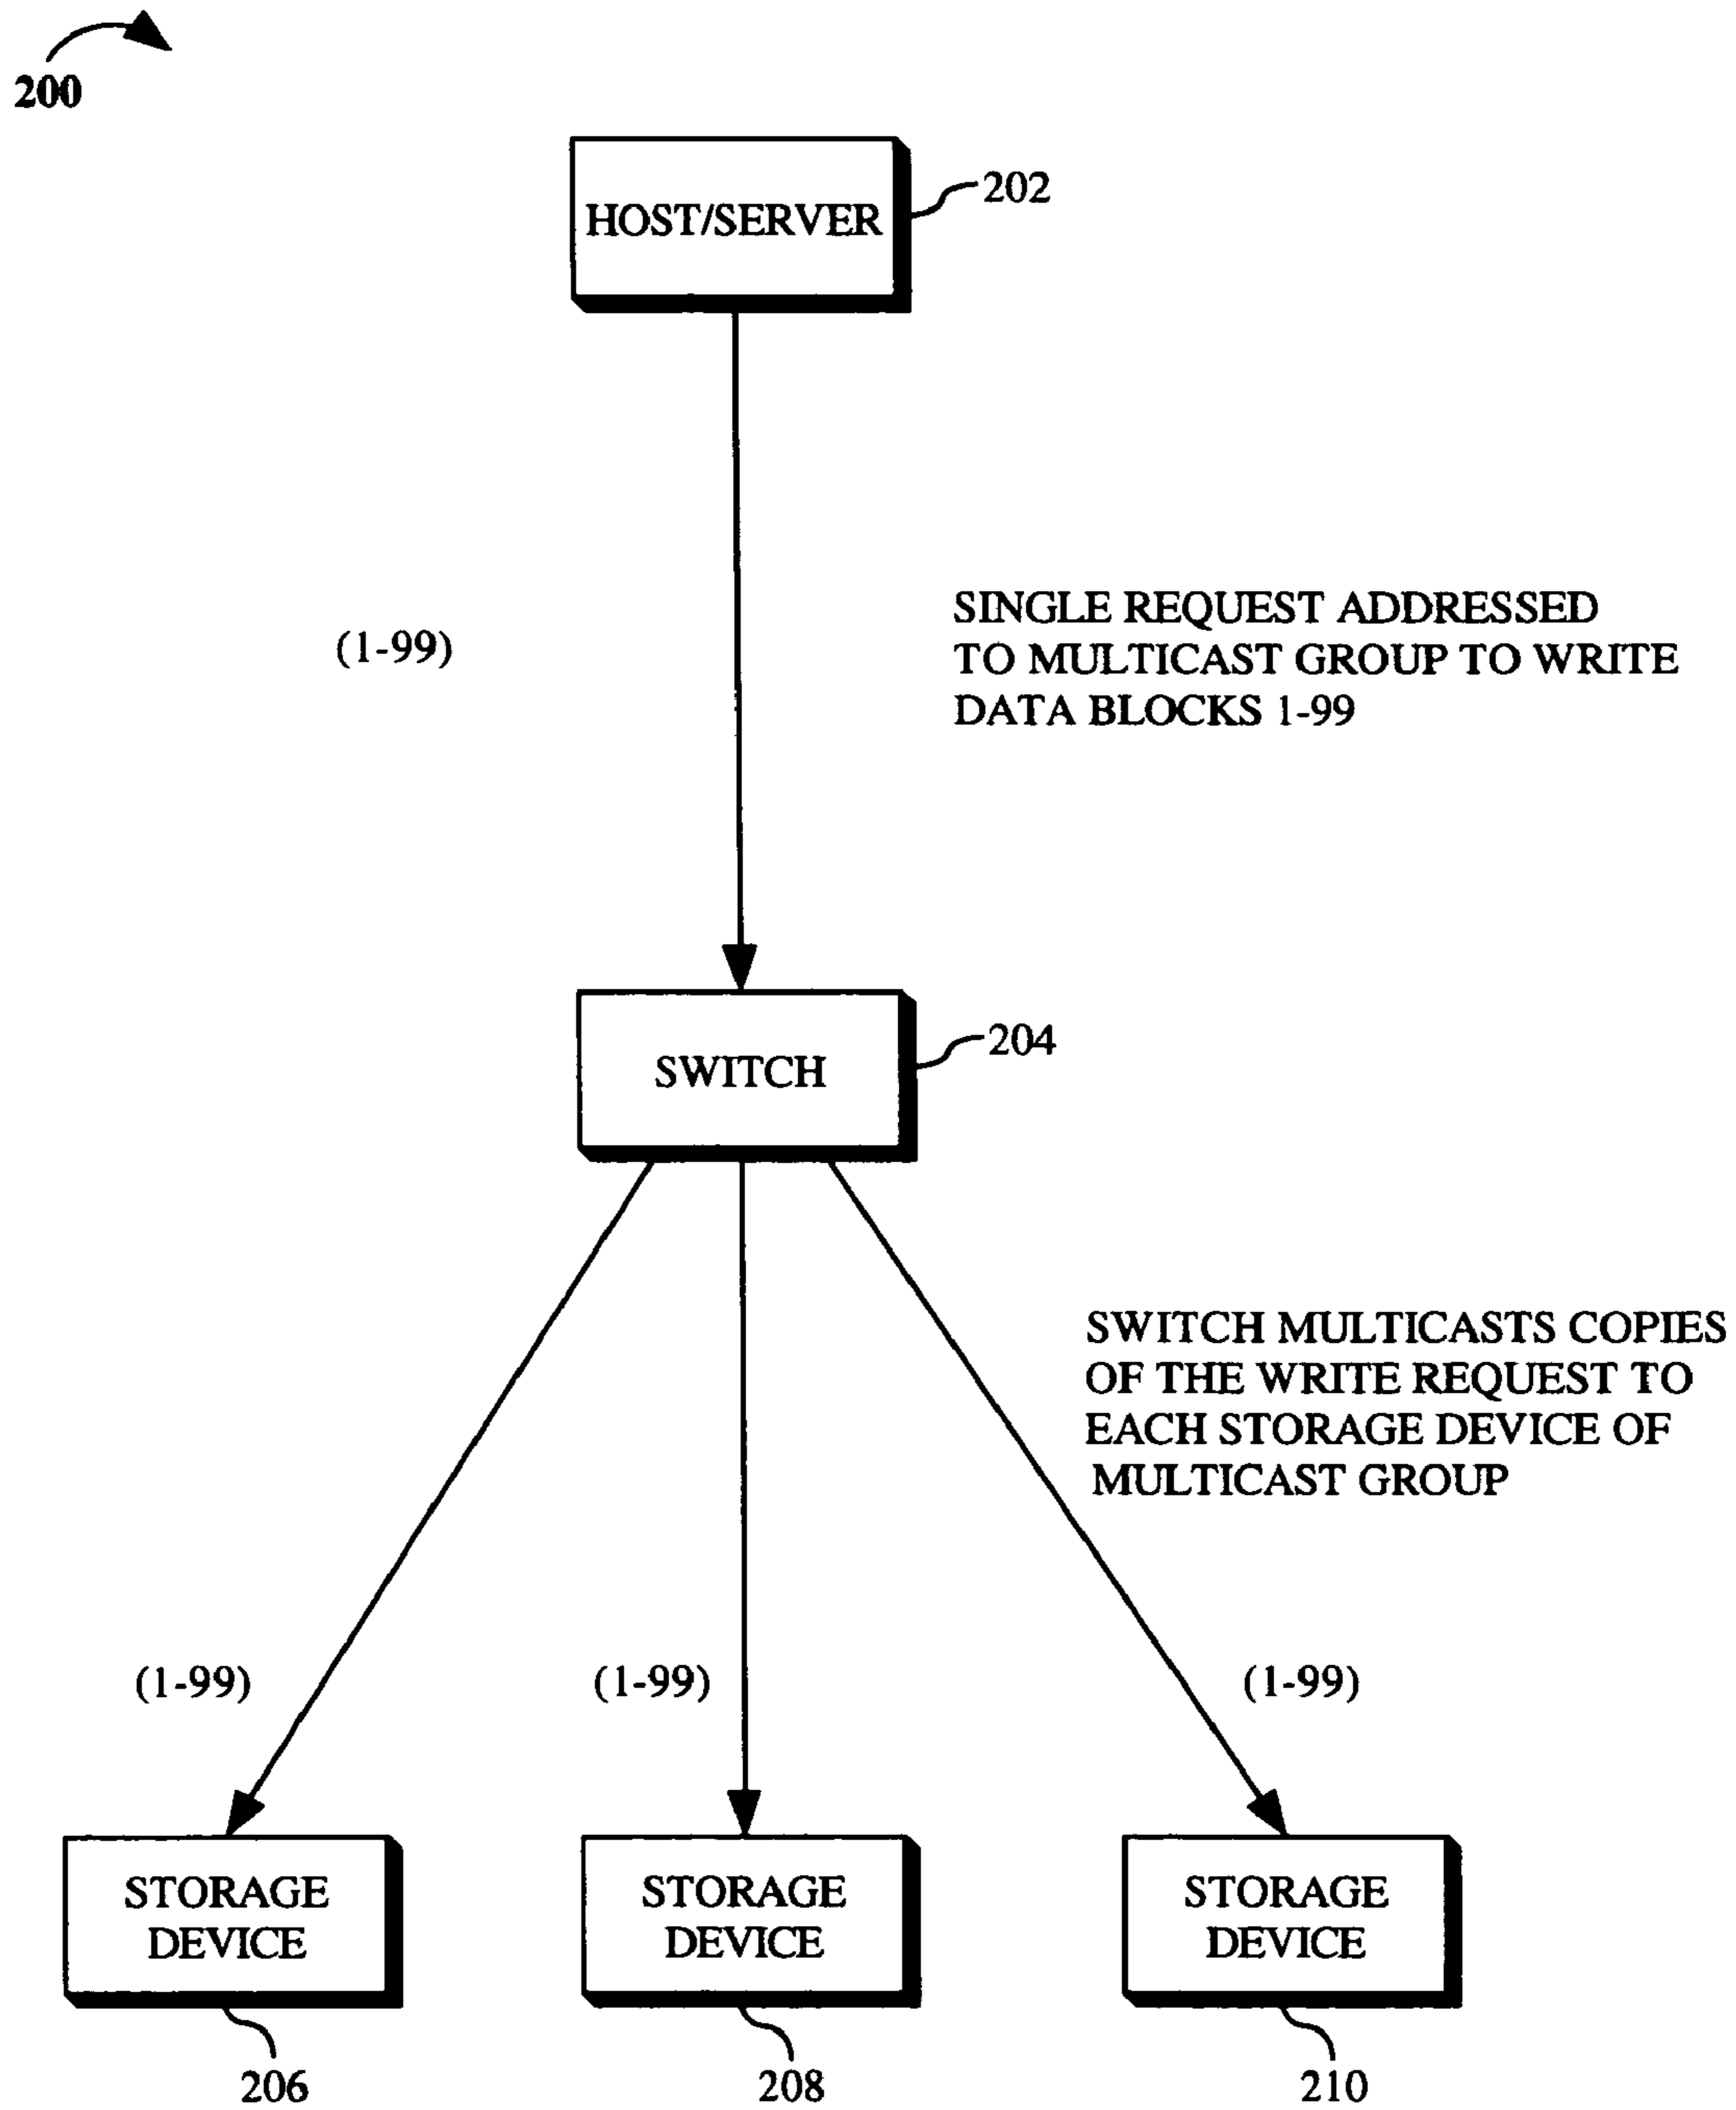 200
HOST/SERVER
202
(1-99)
SINGLE REQUEST ADDRESSED
TO MULTICAST GROUP TO WRITE
DATA BLOCKS 1-99
SWITCH
204
SWITCH MULTICASTS COPIES
OF THE WRITE REQUEST TO
EACH STORAGE DEVICE OF
MULTICAST GROUP
(1-99)
(1-99)
(1-99)
STORAGE
DEVICE
STORAGE
DEVICE
STORAGE
DEVICE
206
208
210